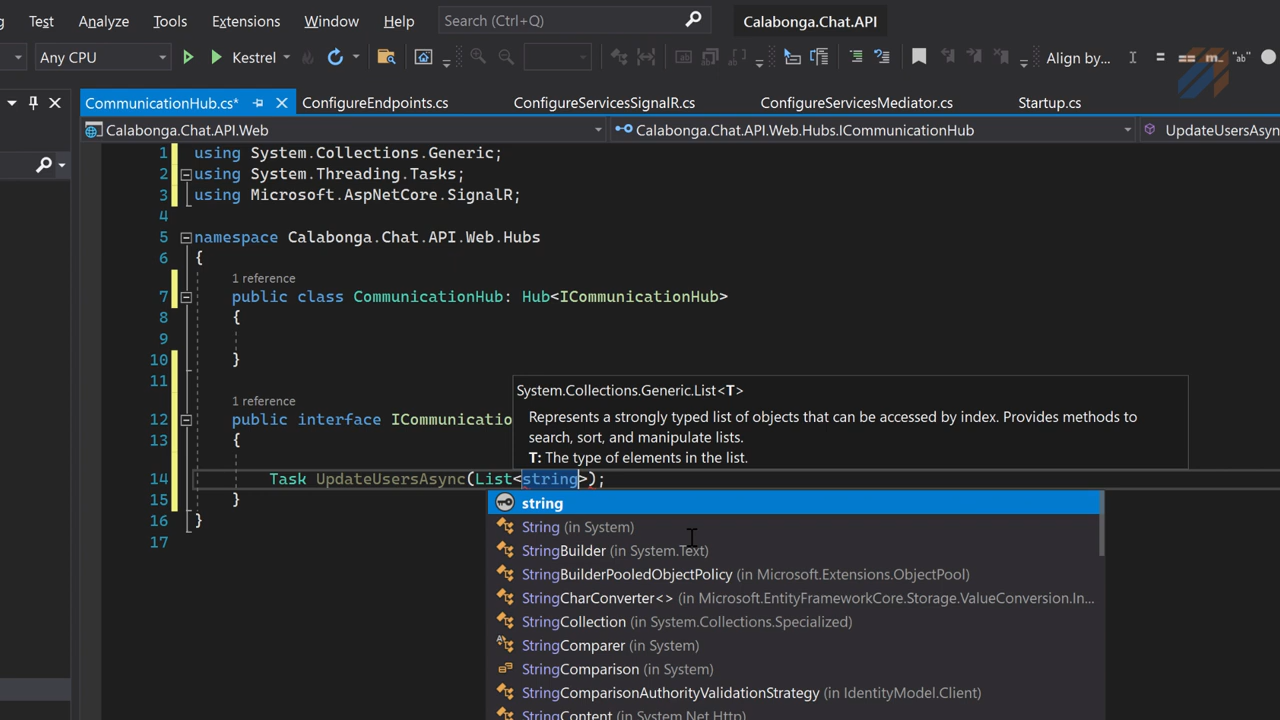 Test Analyze Tools Extensions Window Help Search (Ctrl+Q) Calabonga.Chat.API
Any CPU Kestrel Align by... = == "ab"
CommunicationHub.cs* ConfigureEndpoints.cs ConfigureServicesSignalR.cs ConfigureServicesMediator.cs Startup.cs
Calabonga.Chat.API.Web Calabonga.Chat.API.Web.Hubs.ICommunicationHub UpdateUsersAsyn
1 using System.Collections.Generic;
2 using System.Threading.Tasks;
3 using Microsoft.AspNetCore.SignalR;
4
5 namespace Calabonga.Chat.API.Web.Hubs
6 {
1 reference
7 public class CommunicationHub: Hub<ICommunicationHub>
8 {
9
10 }
11
1 reference
12 public interface ICommunicatio
13 {
14 Task UpdateUsersAsync(List<string>);
15 }
16 }
17
System.Collections.Generic.List<T>
Represents a strongly typed list of objects that can be accessed by index. Provides methods to
search, sort, and manipulate lists.
T: The type of elements in the list.
string
String (in System)
StringBuilder (in System.Text)
StringBuilderPooledObjectPolicy (in Microsoft.Extensions.ObjectPool)
StringCharConverter<> (in Microsoft.EntityFrameworkCore.Storage.ValueConversion.In...
StringCollection (in System.Collections.Specialized)
StringComparer (in System)
StringComparison (in System)
StringComparisonAuthorityValidationStrategy (in IdentityModel.Client)
StringContent (in System.Net.Http)